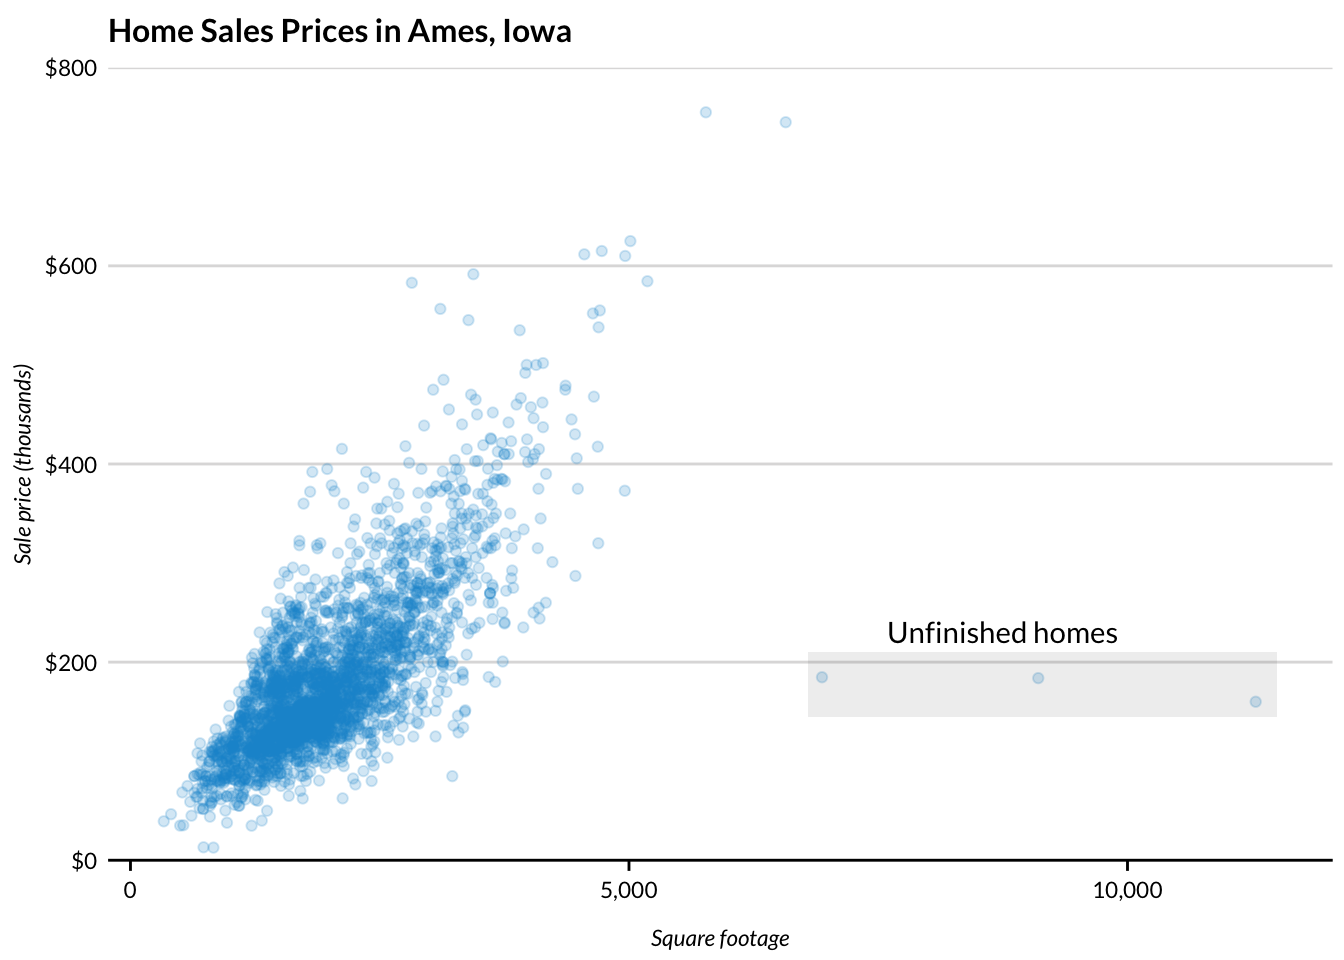 Home Sales Prices in Ames, Iowa
$800
$600
$400
$200
$0
Sale price (thousands)
Unfinished homes
0
5,000
10,000
Square footage